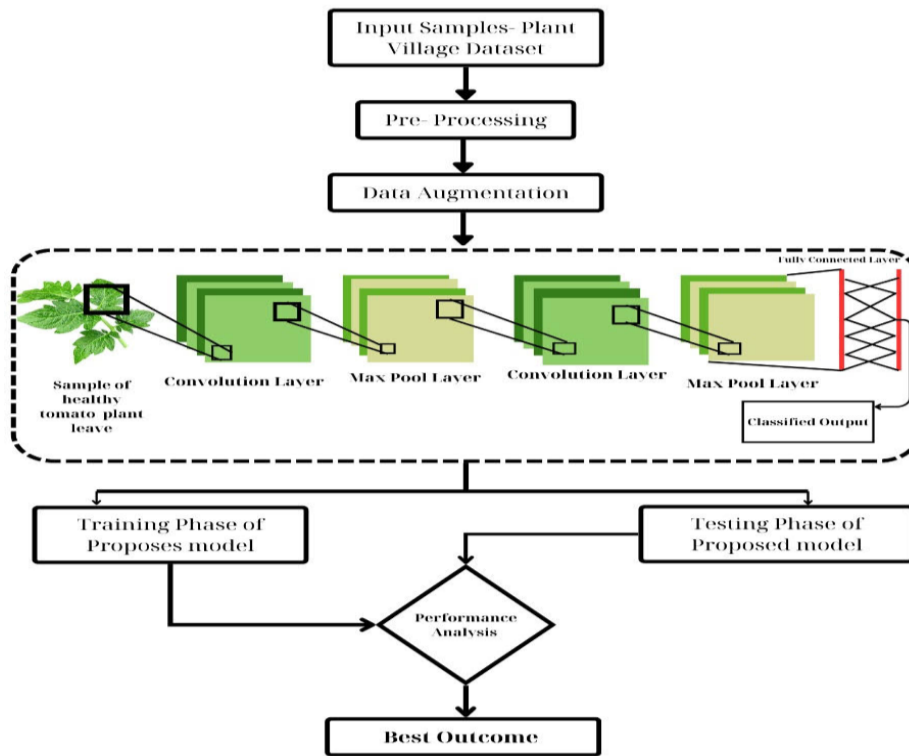 Input Samples- Plant
Village Dataset
Pre- Processing
Data Augmentation
Fully Connected Layer
Sample of
healthy
tomato plant
leave
Convolution Layer
Max Pool Layer
Convolution Layer
Max Pool Layer
Classified Output
Training Phase of
Proposes model
Testing Phase of
Proposed model
Performance
Analysis
Best Outcome